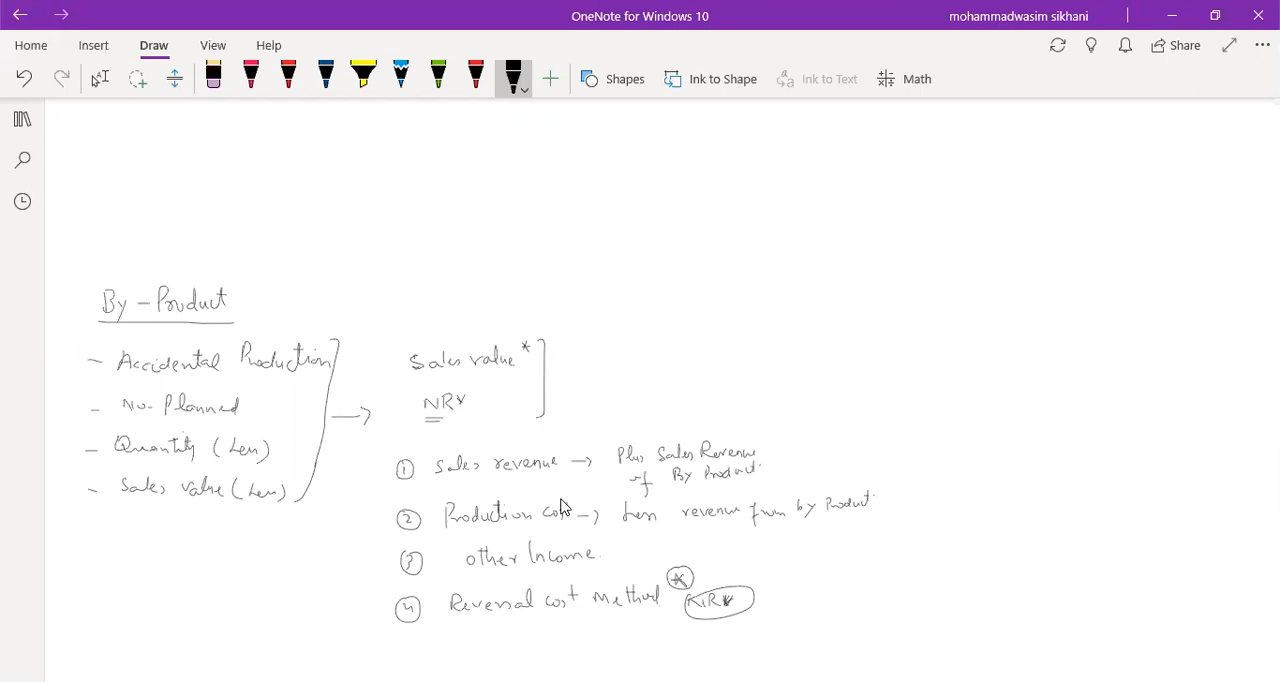 OneNote for Windows 10
mohammadwasim sikhani
Home Insert Draw View Help
Share
Shapes Ink to Shape Ink to Text Math
By - Product
- Accidental Production
- No-Planned
- Quantity (Less)
- Sales value (Less)
Sales value *
NRV
1 Sales revenue → Plus Sales Revenue
of By Product.
2 Production cost → Less revenue from by Product.
3 other Income.
4 Reversal cost Method * NRV